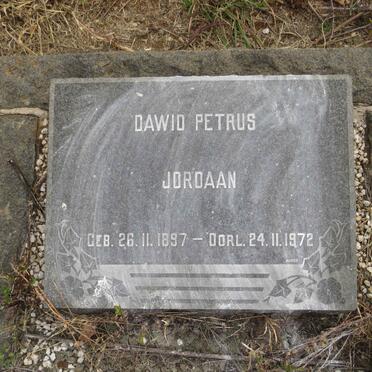 DAWID PETRUS
JORDAAN
GEB. 26.11.1897 — OORL. 24.11.1972